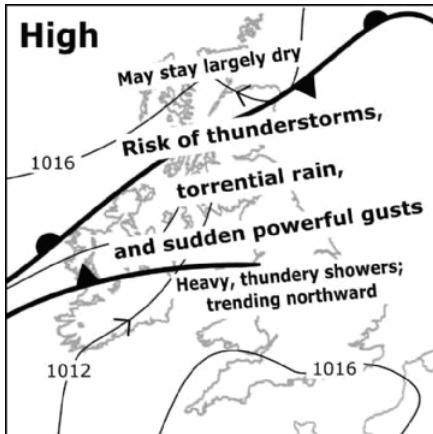 High
May stay largely dry
Risk of thunderstorms,
1016
torrential rain,
and sudden powerful gusts
Heavy, thundery showers;
trending northward
1012
1016